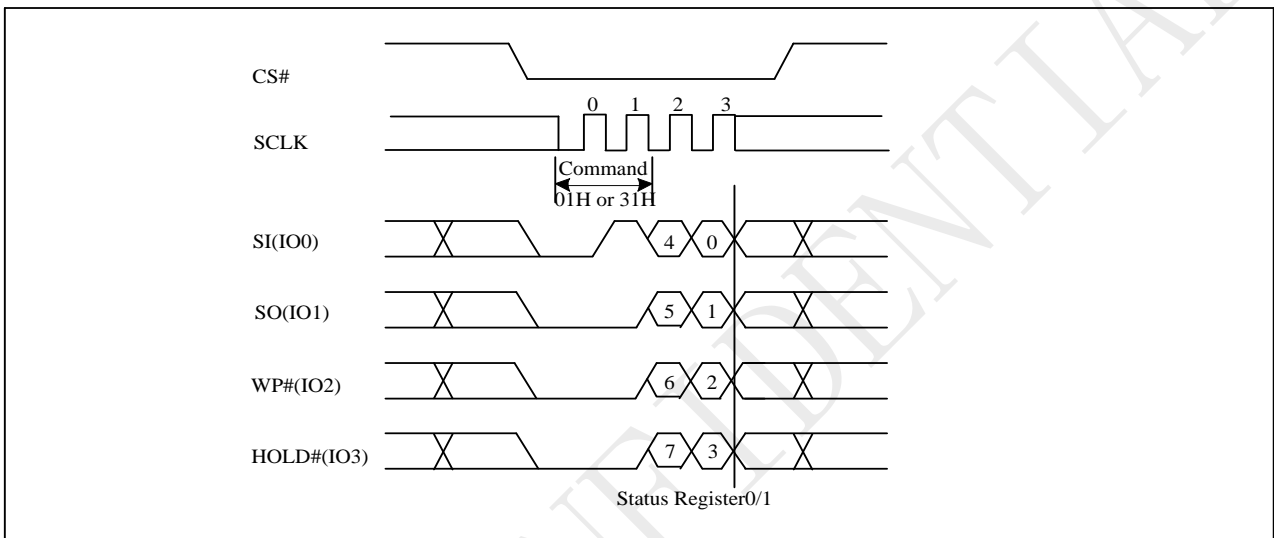 CS#
0 1 2 3
SCLK
Command
01H or 31H
SI(IO0) 4 0
SO(IO1) 5 1
WP#(IO2) 6 2
HOLD#(IO3) 7 3
Status Register0/1